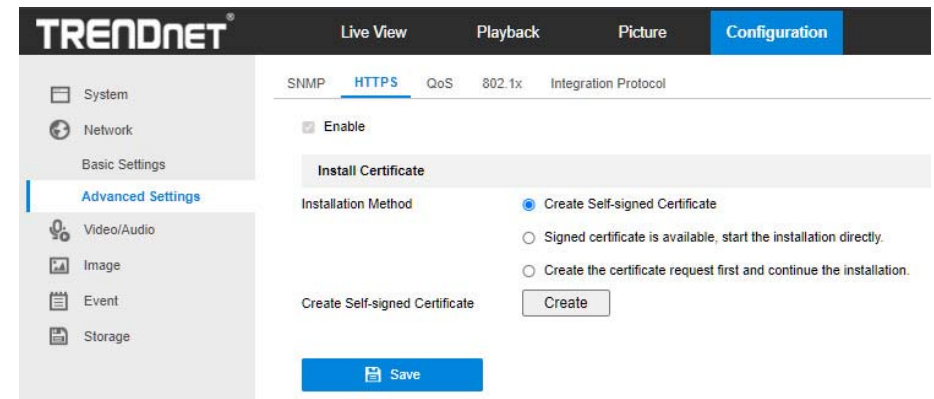 TRENDnet®
Live View Playback Picture Configuration
SNMP HTTPS QoS 802.1x Integration Protocol
System
Network
Basic Settings
Advanced Settings
Video/Audio
Image
Event
Storage
Enable
Install Certificate
Installation Method
Create Self-signed Certificate
Signed certificate is available, start the installation directly.
Create the certificate request first and continue the installation.
Create Self-signed Certificate Create
Save